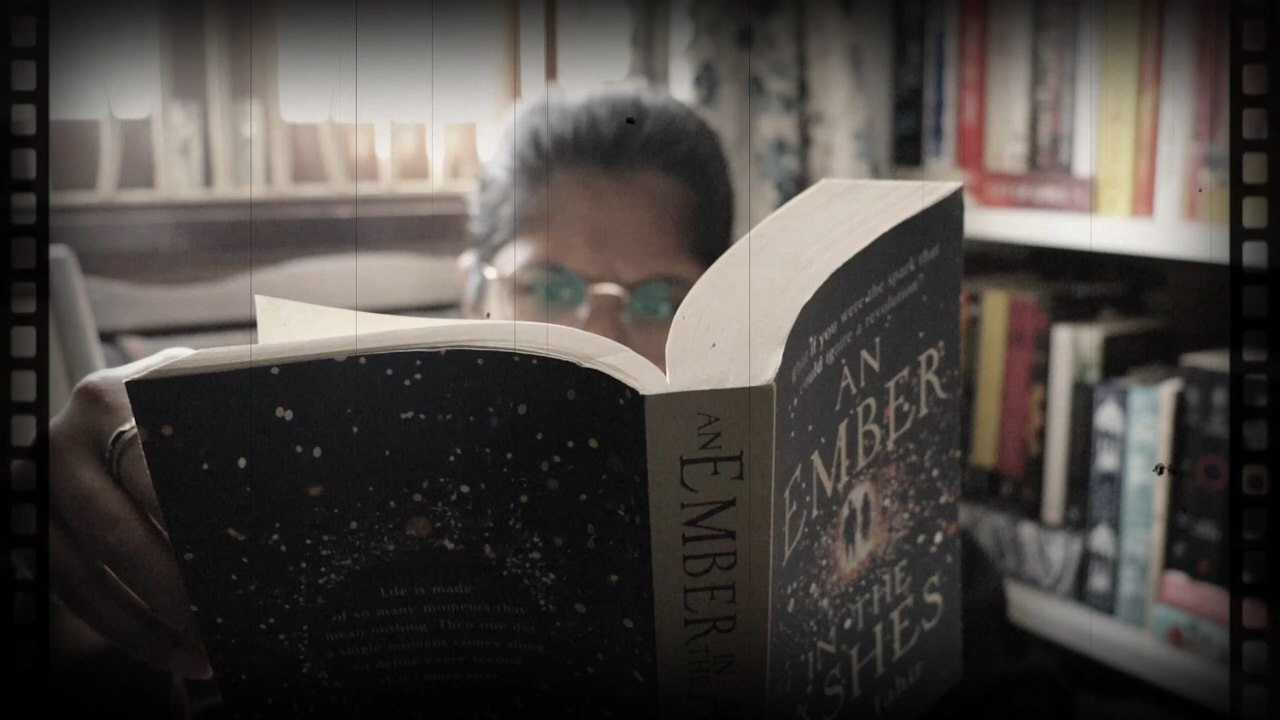 Life is made
of so many moments that
mean nothing. Then one day
a single moment comes along
to define every second
that comes after
AN EMBER IN THE A
What if you were the spark that
could ignite a revolution?
AN
EMBER
IN THE
SHES
Tahir